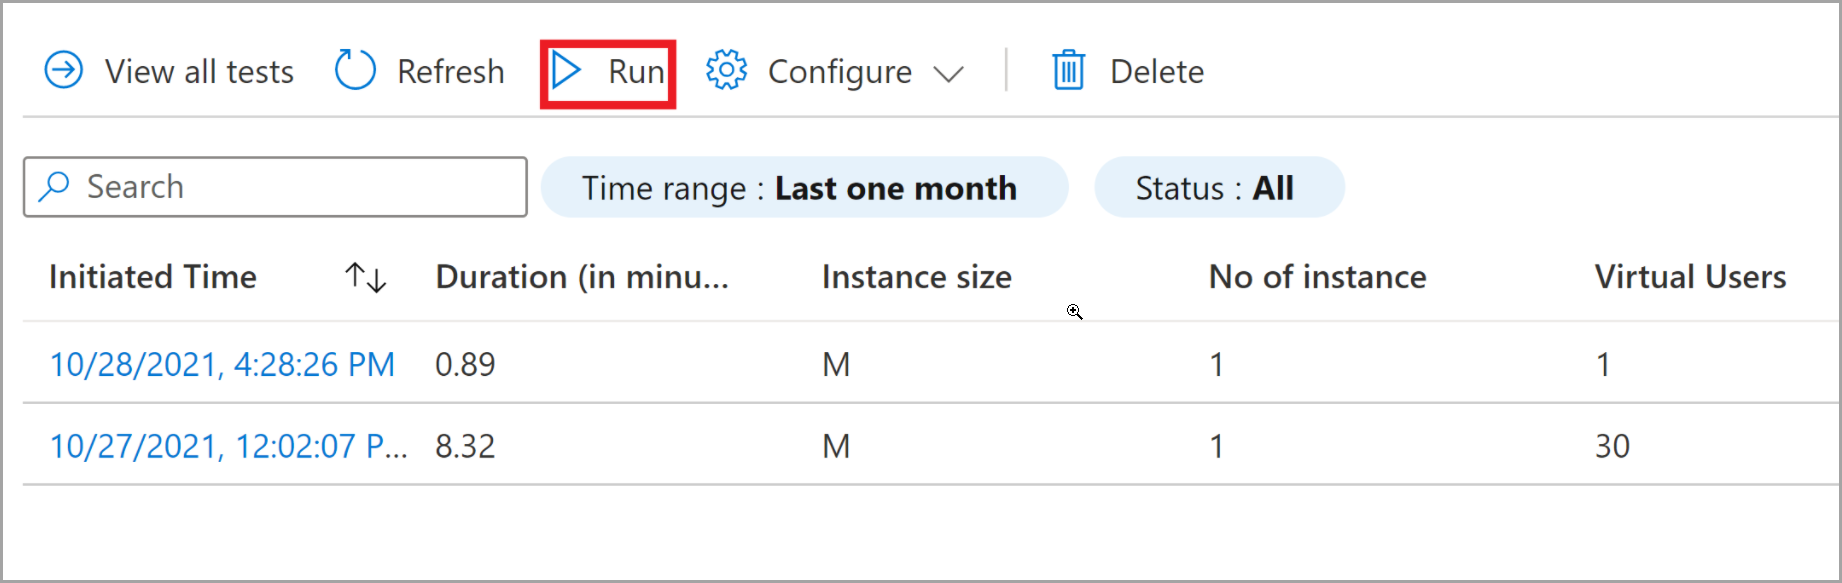 View all tests Refresh Run Configure Delete
Search Time range : Last one month Status : All
Initiated Time Duration (in minu... Instance size No of instance Virtual Users
10/28/2021, 4:28:26 PM 0.89 M 1 1
10/27/2021, 12:02:07 P... 8.32 M 1 30